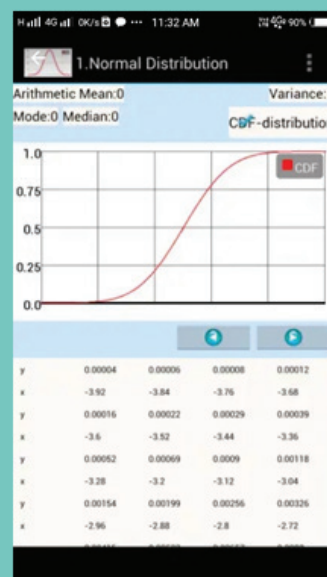 H 4G 0K/s 11:32 AM 4G 90%
1.Normal Distribution
Arithmetic Mean:0 Variance:
Mode:0 Median:0
CDF-distributio
1.0
CDF
0.75
0.5
0.25
0.0
y 0.00004 0.00006 0.00008 0.00012
x -3.92 -3.84 -3.76 -3.68
y 0.00016 0.00022 0.00029 0.00039
x -3.6 -3.52 -3.44 -3.36
y 0.00052 0.00069 0.0009 0.00118
x -3.28 -3.2 -3.12 -3.04
y 0.00154 0.00199 0.00256 0.00326
x -2.96 -2.88 -2.8 -2.72